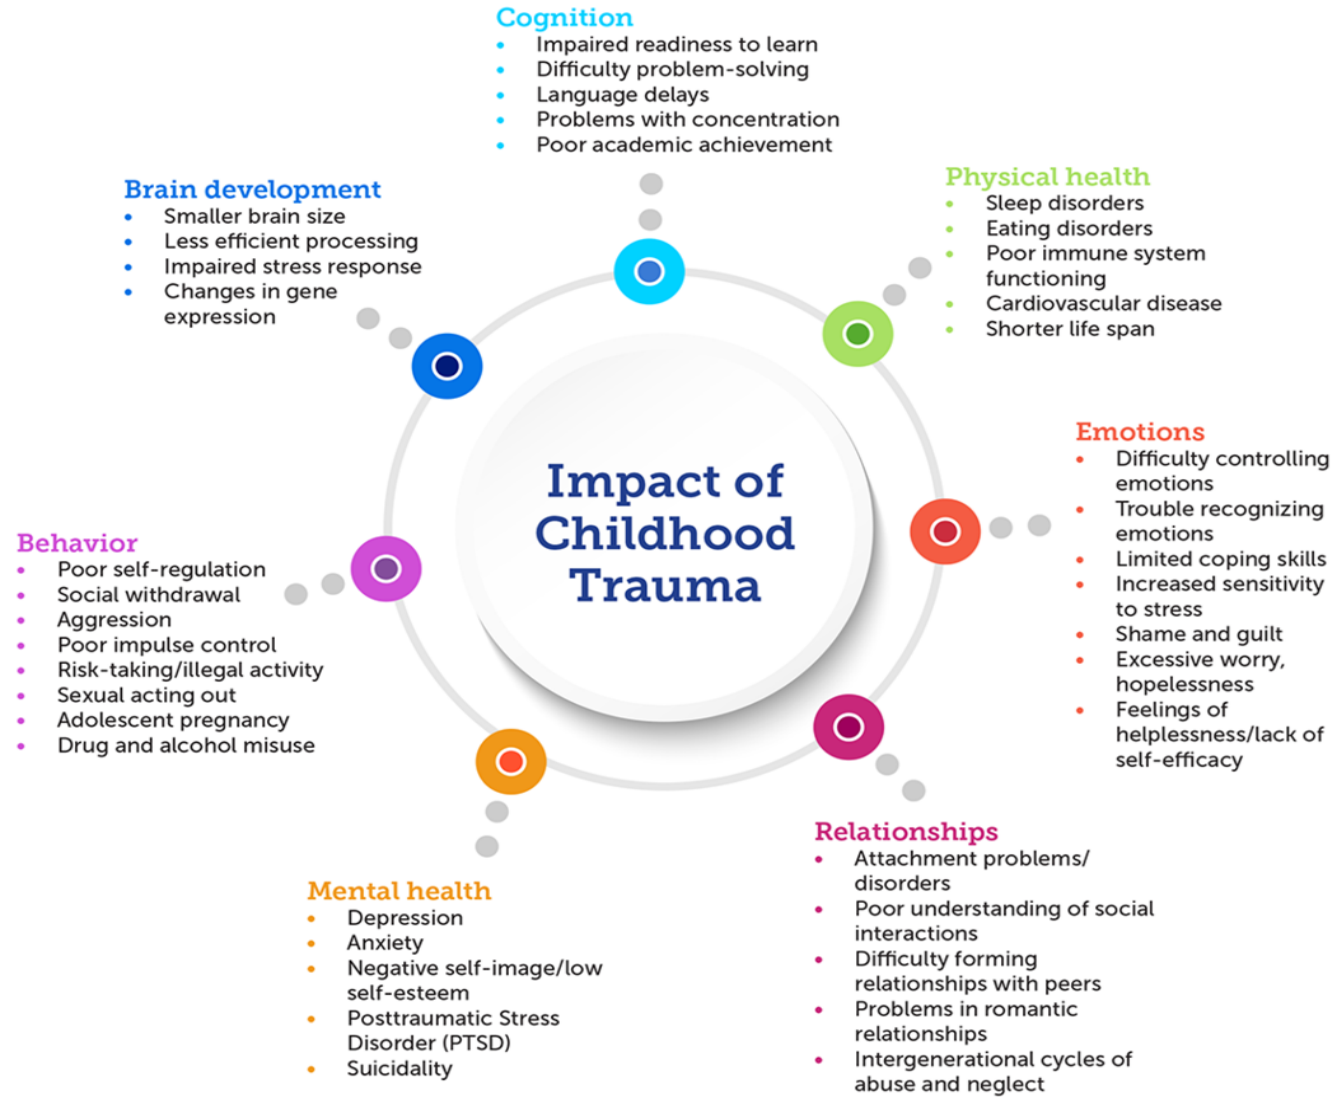 Cognition
• Impaired readiness to learn
• Difficulty problem-solving
• Language delays
• Problems with concentration
• Poor academic achievement
Physical health
• Sleep disorders
• Eating disorders
• Poor immune system
functioning
• Cardiovascular disease
• Shorter life span
Emotions
• Difficulty controlling
emotions
• Trouble recognizing
emotions
• Limited coping skills
• Increased sensitivity
to stress
• Shame and guilt
• Excessive worry,
hopelessness
• Feelings of
helplessness/lack of
self-efficacy
Relationships
• Attachment problems/
disorders
• Poor understanding of social
interactions
• Difficulty forming
relationships with peers
• Problems in romantic
relationships
• Intergenerational cycles of
abuse and neglect
Mental health
• Depression
• Anxiety
• Negative self-image/low
self-esteem
• Posttraumatic Stress
Disorder (PTSD)
• Suicidality
Behavior
• Poor self-regulation
• Social withdrawal
• Aggression
• Poor impulse control
• Risk-taking/illegal activity
• Sexual acting out
• Adolescent pregnancy
• Drug and alcohol misuse
Brain development
• Smaller brain size
• Less efficient processing
• Impaired stress response
• Changes in gene
expression
Impact of
Childhood
Trauma